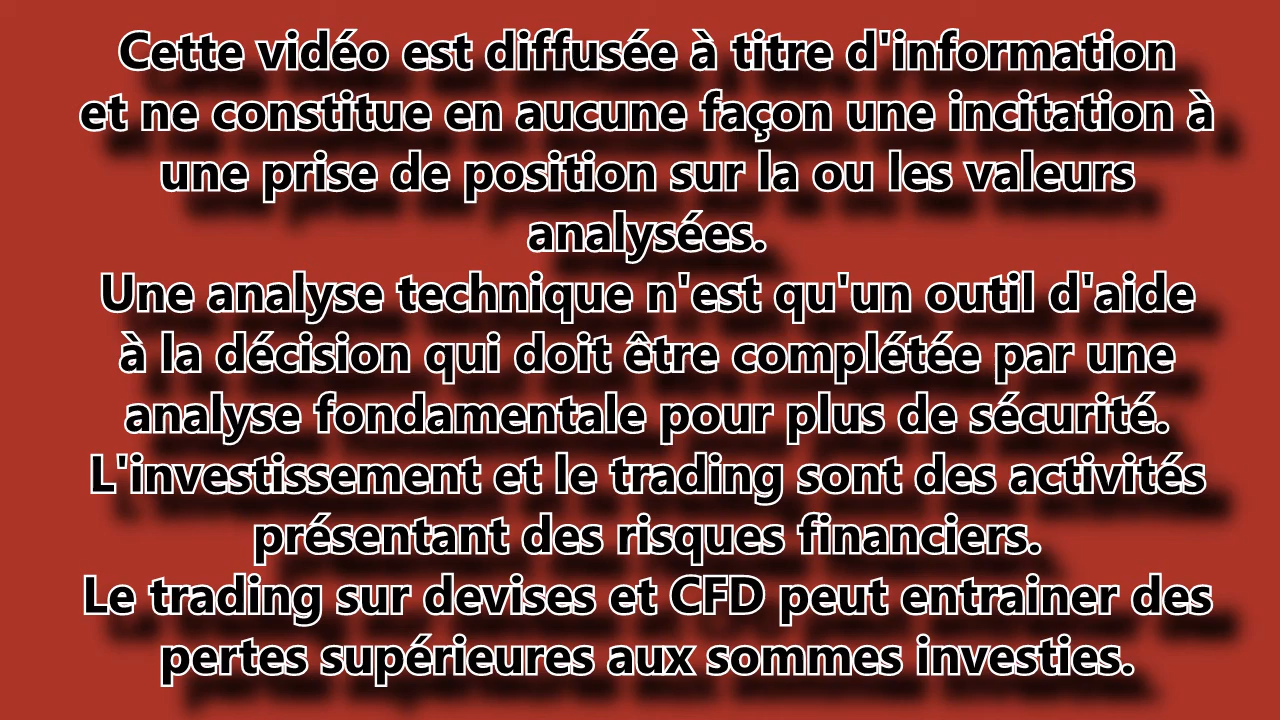 Cette vidéo est diffusée à titre d'information
et ne constitue en aucune façon une incitation à
une prise de position sur la ou les valeurs
analysées.
Une analyse technique n'est qu'un outil d'aide
à la décision qui doit être complétée par une
analyse fondamentale pour plus de sécurité.
L'investissement et le trading sont des activités
présentant des risques financiers.
Le trading sur devises et CFD peut entrainer des
pertes supérieures aux sommes investies.